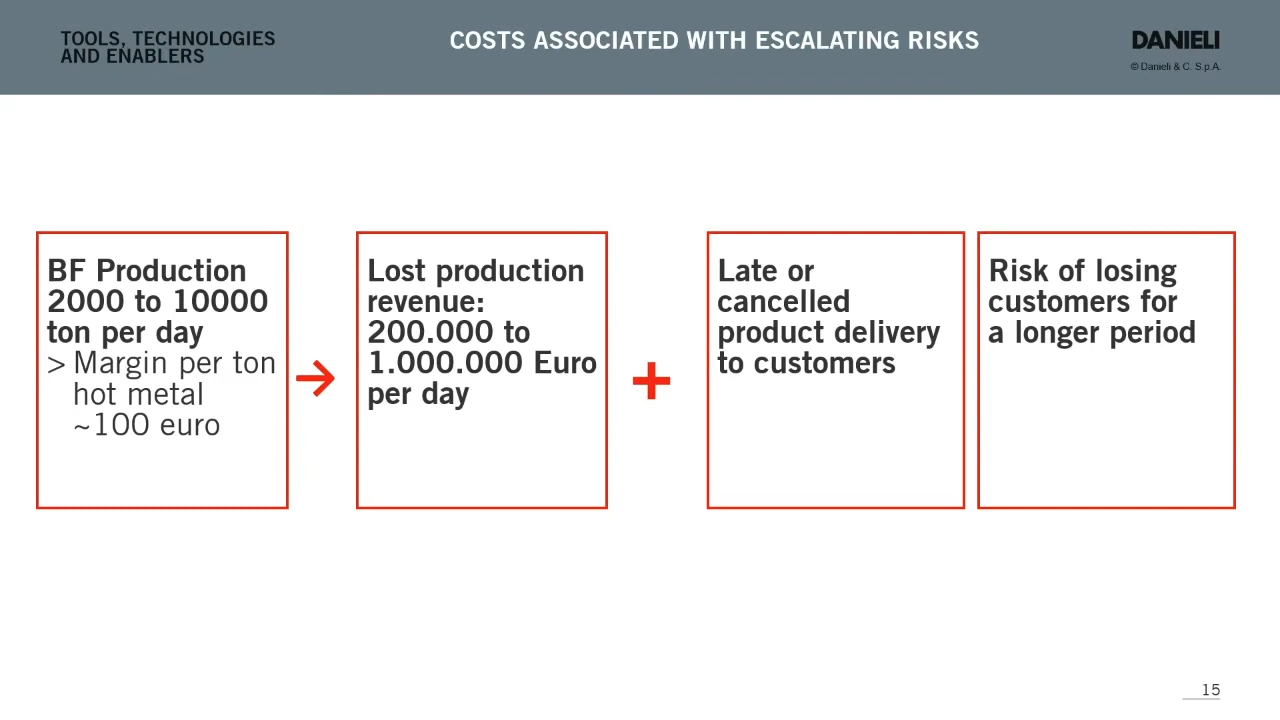 TOOLS, TECHNOLOGIES
AND ENABLERS
COSTS ASSOCIATED WITH ESCALATING RISKS
DANIELI
© Danieli & C. S.p.A.
BF Production
2000 to 10000
ton per day
> Margin per ton
hot metal
~100 euro
Lost production
revenue:
200.000 to
1.000.000 Euro
per day
Late or
cancelled
product delivery
to customers
Risk of losing
customers for
a longer period
15